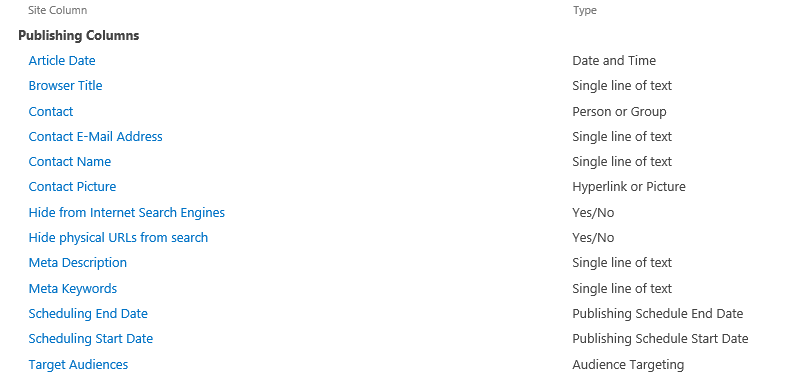 Site Column Type
Publishing Columns
Article Date Date and Time
Browser Title Single line of text
Contact Person or Group
Contact E-Mail Address Single line of text
Contact Name Single line of text
Contact Picture Hyperlink or Picture
Hide from Internet Search Engines Yes/No
Hide physical URLs from search Yes/No
Meta Description Single line of text
Meta Keywords Single line of text
Scheduling End Date Publishing Schedule End Date
Scheduling Start Date Publishing Schedule Start Date
Target Audiences Audience Targeting